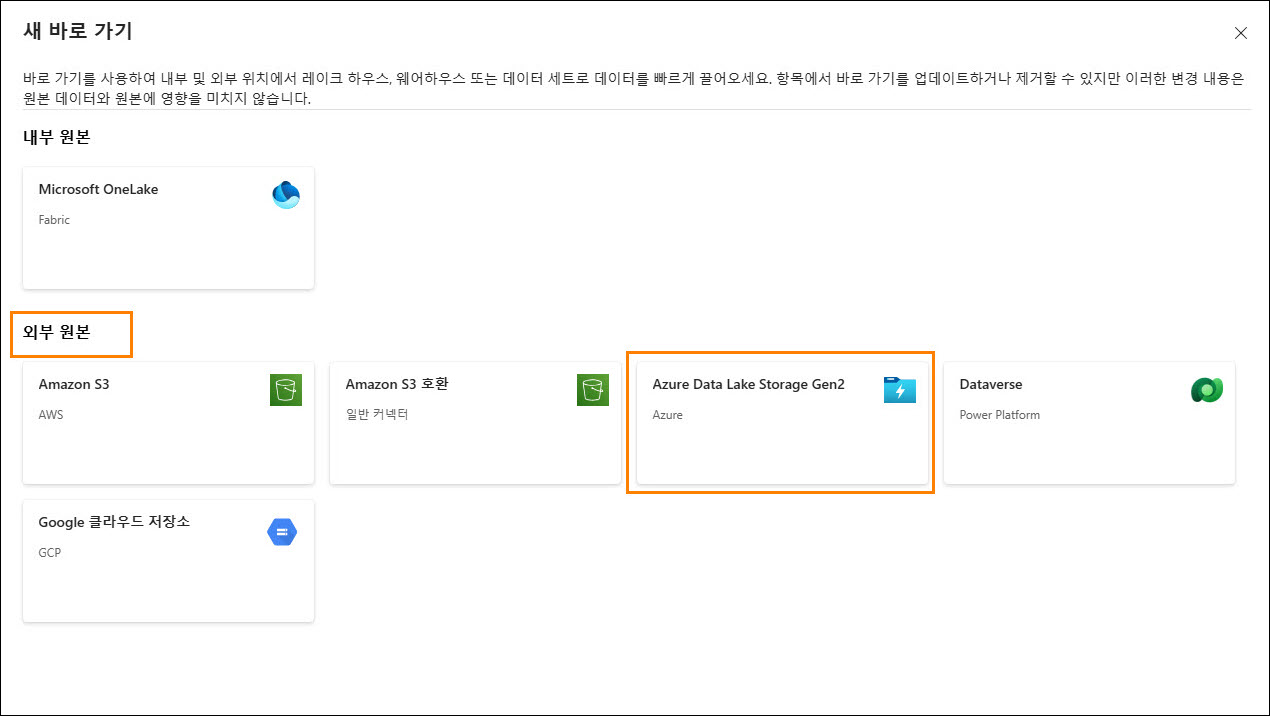 새 바로 가기
바로 가기를 사용하여 내부 및 외부 위치에서 레이크 하우스, 웨어하우스 또는 데이터 세트로 데이터를 빠르게 끌어오세요. 항목에서 바로 가기를 업데이트하거나 제거할 수 있지만 이러한 변경 내용은
원본 데이터와 원본에 영향을 미치지 않습니다.
내부 원본
Microsoft OneLake
Fabric
외부 원본
Amazon S3
AWS
Amazon S3 호환
일반 커넥터
Azure Data Lake Storage Gen2
Azure
Dataverse
Power Platform
Google 클라우드 저장소
GCP